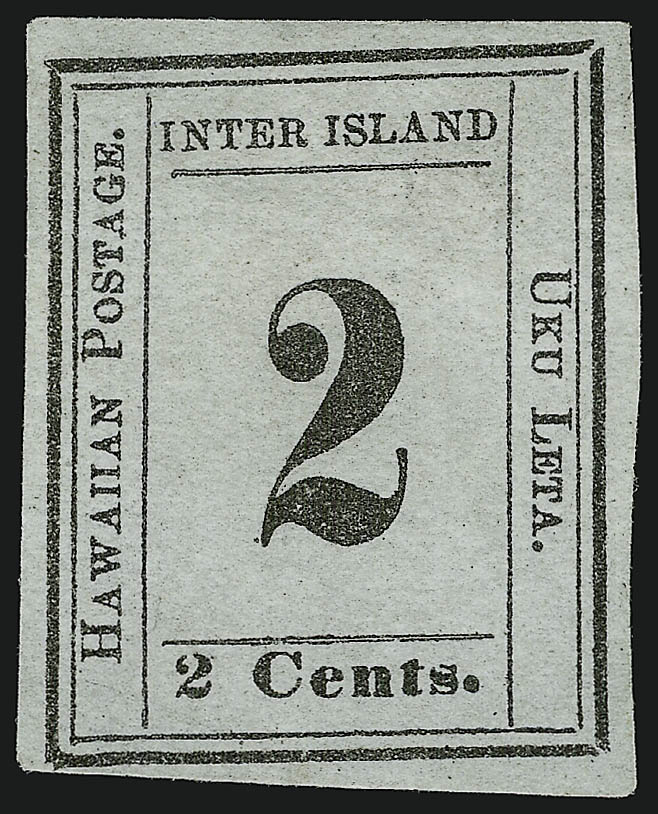 INTER ISLAND
HAWAIIAN POSTAGE.
2
UKU LETA.
2 Cents.